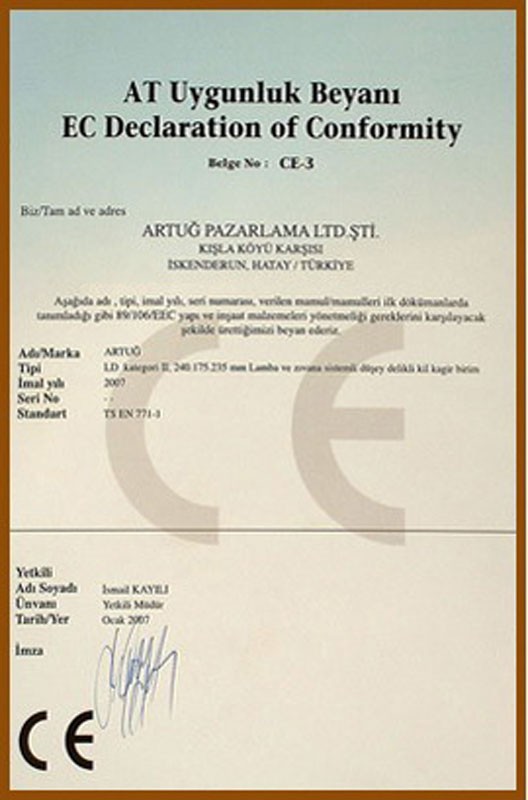 AT Uygunluk Beyanı
EC Declaration of Conformity
Belge No : CE-3
Biz/Tam ad ve adres
ARTUĞ PAZARLAMA LTD.ŞTİ.
KIŞLA KÖYÜ KARŞISI
İSKENDERUN, HATAY / TÜRKİYE
Aşağıda adı , tipi, imal yılı, seri numarası, verilen mamul/mamulleri ilk dökümanlarda
tanımladığı gibi 89/106/EEC yapı ve inşaat malzemeleri yönetmeliği gereklerini karşılayacak
şekilde ürettiğimizi beyan ederiz.
Adı/Marka ARTUĞ
Tipi LD kategori II, 240.175.235 mm Lamba ve zıvana sistemli düşey delikli kil kagir birim
İmal yılı 2007
Seri No - -
Standart TS EN 771-1
CE
Yetkili
Adı Soyadı İsmail KAYILI
Ünvanı Yetkili Müdür
Tarih/Yer Ocak 2007
İmza
CE